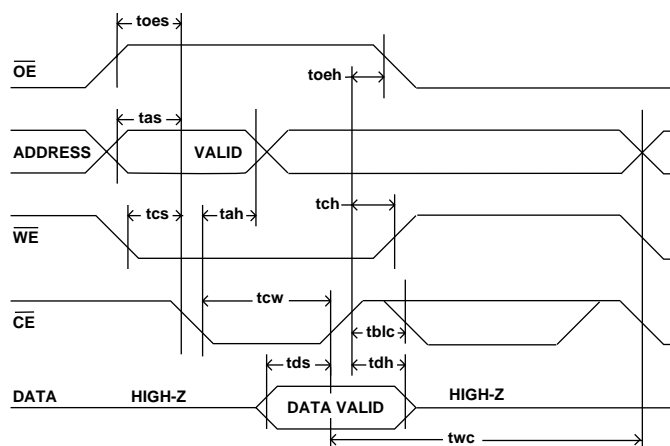 toes
OE
toeh
tas
ADDRESS VALID
tcs tah tch
WE
tcw
CE
tblc
tds tdh
DATA HIGH-Z DATA VALID HIGH-Z
twc